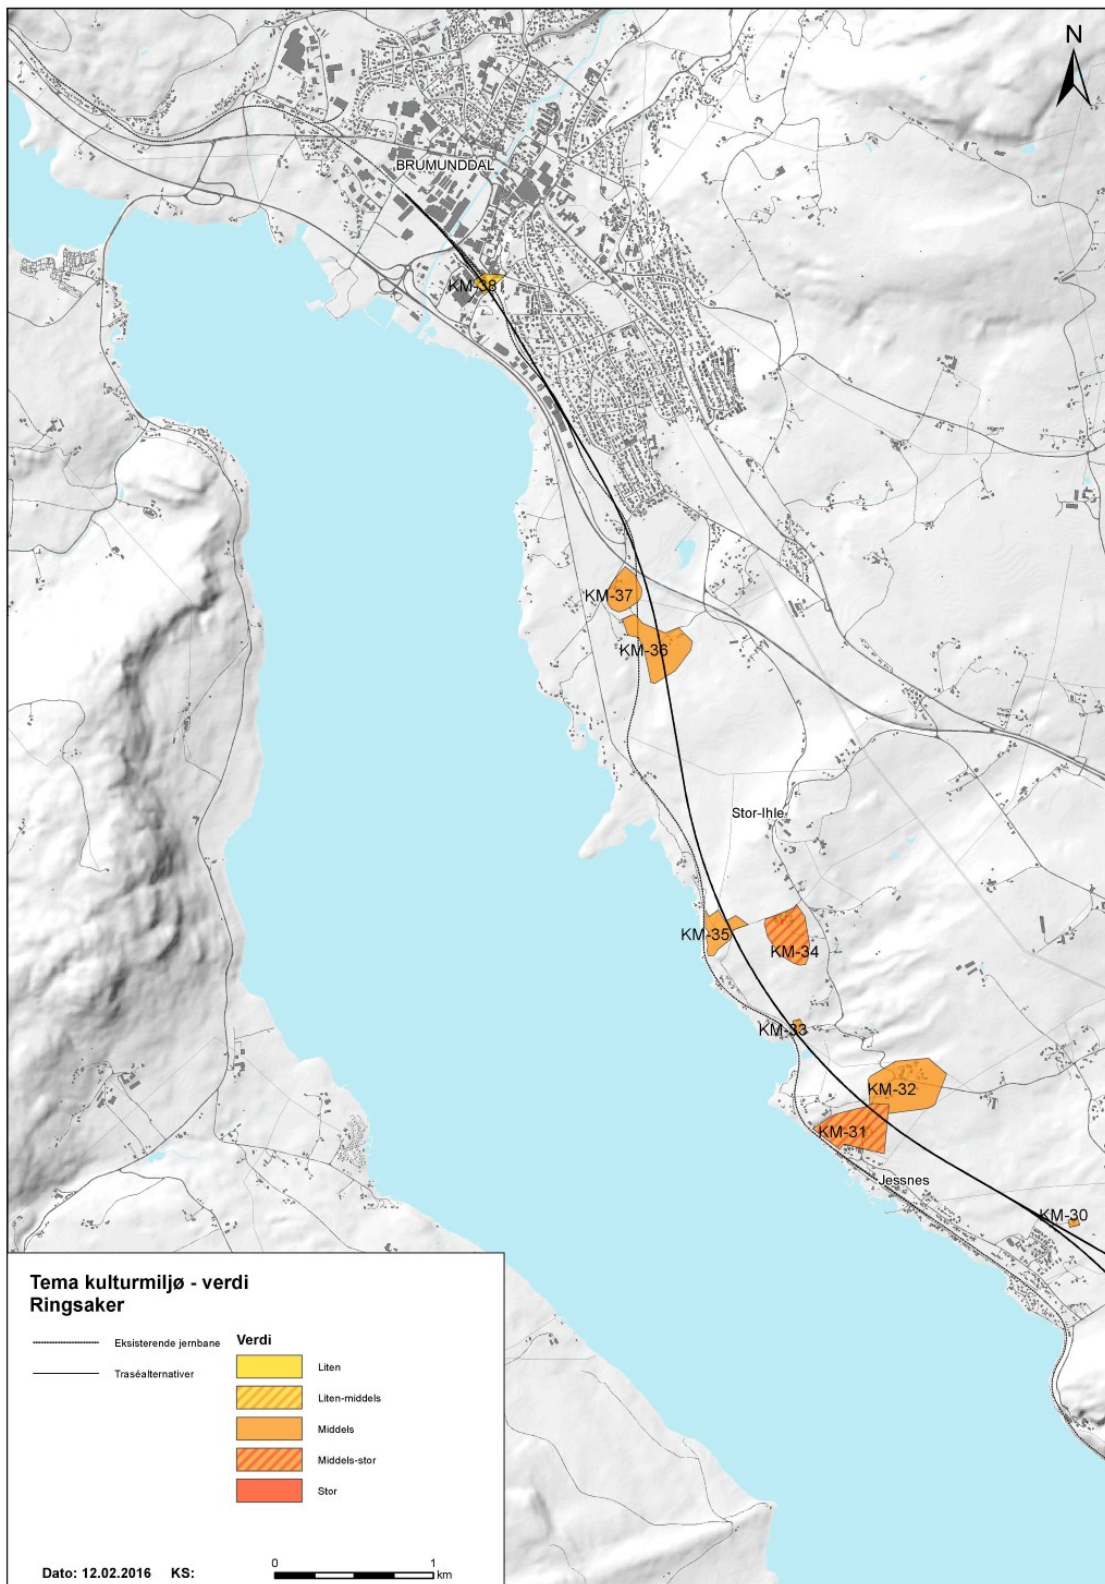 N
BRUMUNDDAL
KM-38
KM-37
KM-36
Stor-Ihle
KM-35
KM-34
KM-33
KM-32
KM-31
Jessnes
KM-30
Tema kulturmiljø - verdi
Ringsaker
Eksisterende jernbane
Traséalternativer
Verdi
Liten
Liten-middels
Middels
Middels-stor
Stor
Dato: 12.02.2016 KS:
0 1
km